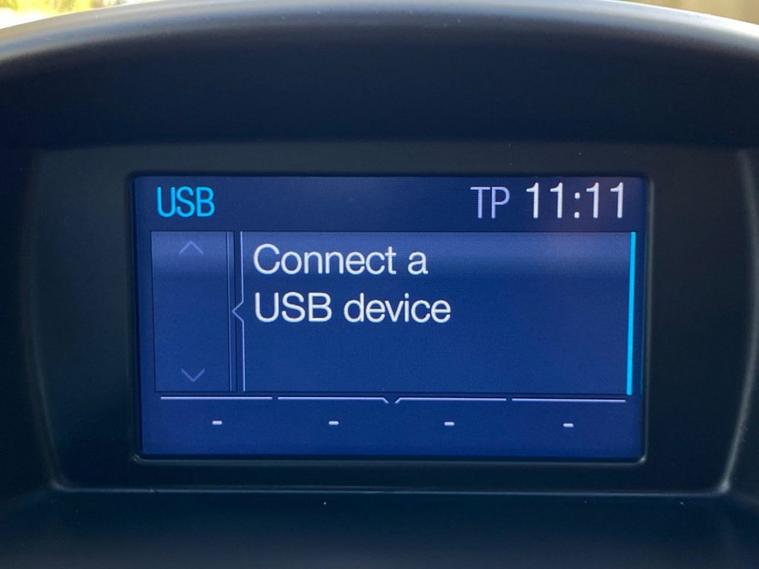 USB TP 11:11
Connect a
USB device
- - - -